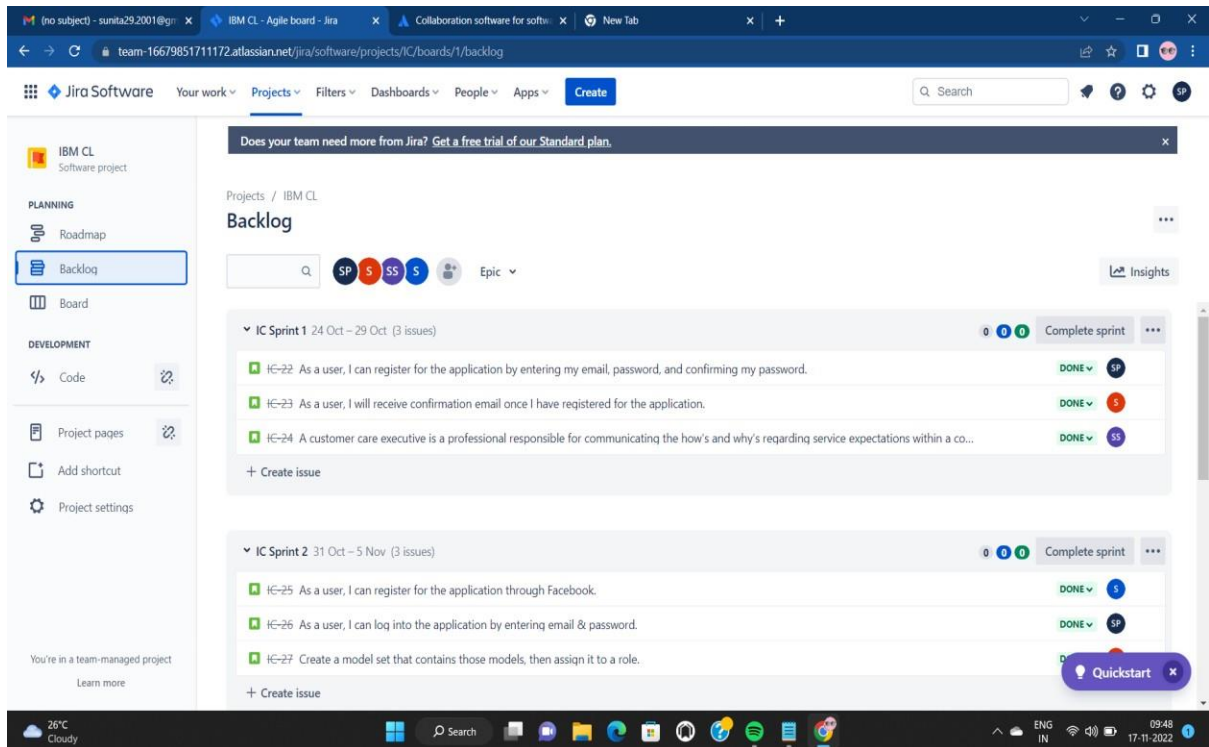 (no subject) - sunita29.2001@gm
IBM CL - Agile board - Jira
Collaboration software for softw
New Tab
team-16679851711172.atlassian.net/jira/software/projects/IC/boards/1/backlog
Jira Software
Your work
Projects
Filters
Dashboards
People
Apps
Create
Search
SP
IBM CL
Software project
PLANNING
Roadmap
Backlog
Board
DEVELOPMENT
Code
Project pages
Add shortcut
Project settings
You're in a team-managed project
Learn more
Does your team need more from Jira? Get a free trial of our Standard plan.
Projects / IBM CL
Backlog
SP S SS S
Epic
Insights
IC Sprint 1 24 Oct – 29 Oct (3 issues) 0 0 0 Complete sprint
IC-22 As a user, I can register for the application by entering my email, password, and confirming my password. DONE SP
IC-23 As a user, I will receive confirmation email once I have registered for the application. DONE S
IC-24 A customer care executive is a professional responsible for communicating the how's and why's regarding service expectations within a co... DONE SS
+ Create issue
IC Sprint 2 31 Oct – 5 Nov (3 issues) 0 0 0 Complete sprint
IC-25 As a user, I can register for the application through Facebook. DONE S
IC-26 As a user, I can log into the application by entering email & password. DONE SP
IC-27 Create a model set that contains those models, then assign it to a role.
+ Create issue
Quickstart
26°C
Cloudy
Search
ENG
IN
09:48
17-11-2022
1